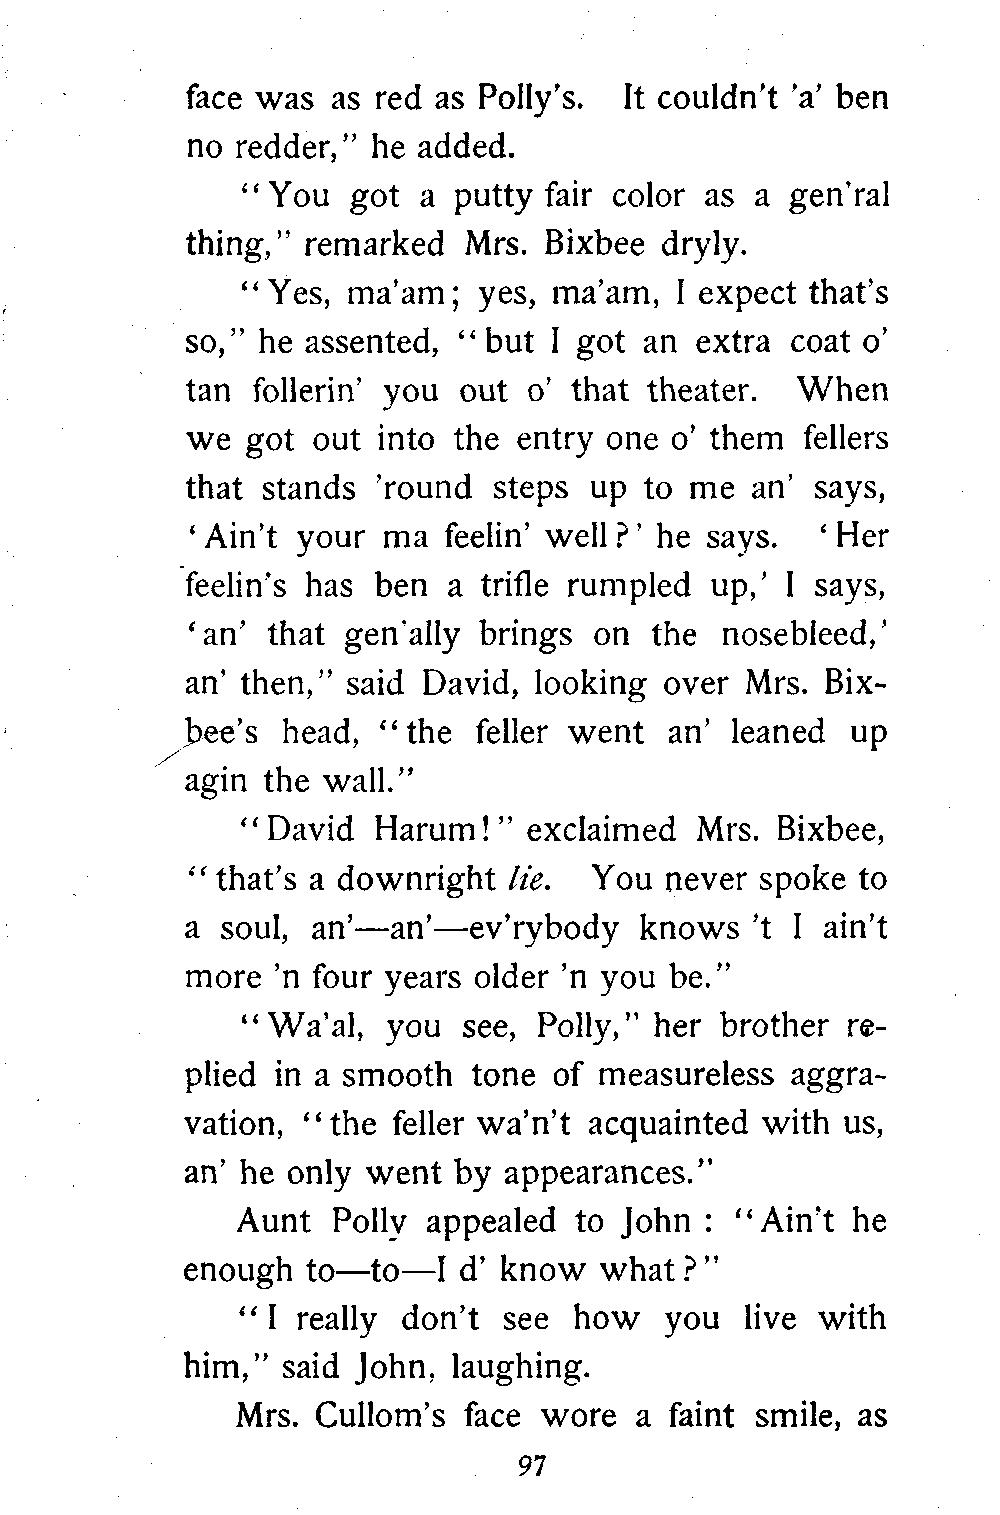 face was as red as Polly's. It couldn't 'a' ben
no redder," he added.
"You got a putty fair color as a gen'ral
thing," remarked Mrs. Bixbee dryly.
"Yes, ma'am; yes, ma'am, I expect that's
so," he assented, "but I got an extra coat o'
tan follerin' you out o' that theater. When
we got out into the entry one o' them fellers
that stands 'round steps up to me an' says,
'Ain't your ma feelin' well?' he says. 'Her
feelin's has ben a trifle rumpled up,' I says,
'an' that gen'ally brings on the nosebleed,'
an' then," said David, looking over Mrs. Bix-
bee's head, "the feller went an' leaned up
agin the wall."
"David Harum!" exclaimed Mrs. Bixbee,
"that's a downright lie. You never spoke to
a soul, an'—an'—ev'rybody knows 't I ain't
more 'n four years older 'n you be."
"Wa'al, you see, Polly," her brother re-
plied in a smooth tone of measureless aggra-
vation, "the feller wa'n't acquainted with us,
an' he only went by appearances."
Aunt Polly appealed to John : "Ain't he
enough to—to—I d' know what?"
"I really don't see how you live with
him," said John, laughing.
Mrs. Cullom's face wore a faint smile, as
97